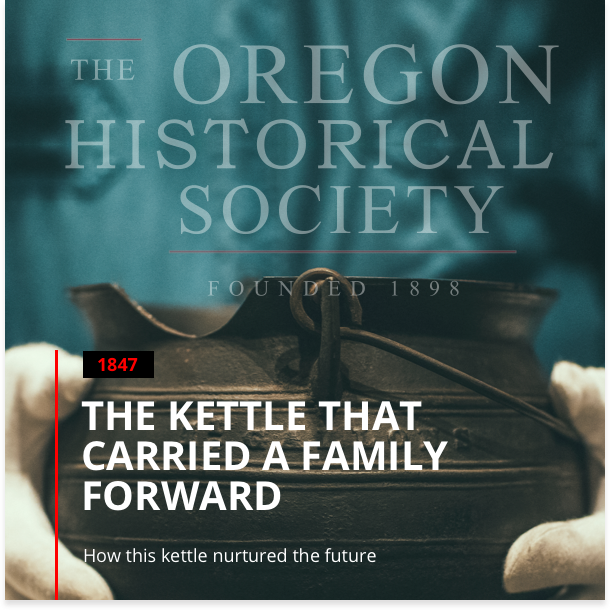 THE OREGON
HISTORICAL
SOCIETY
FOUNDED 1898
1847
THE KETTLE THAT
CARRIED A FAMILY
FORWARD
How this kettle nurtured the future